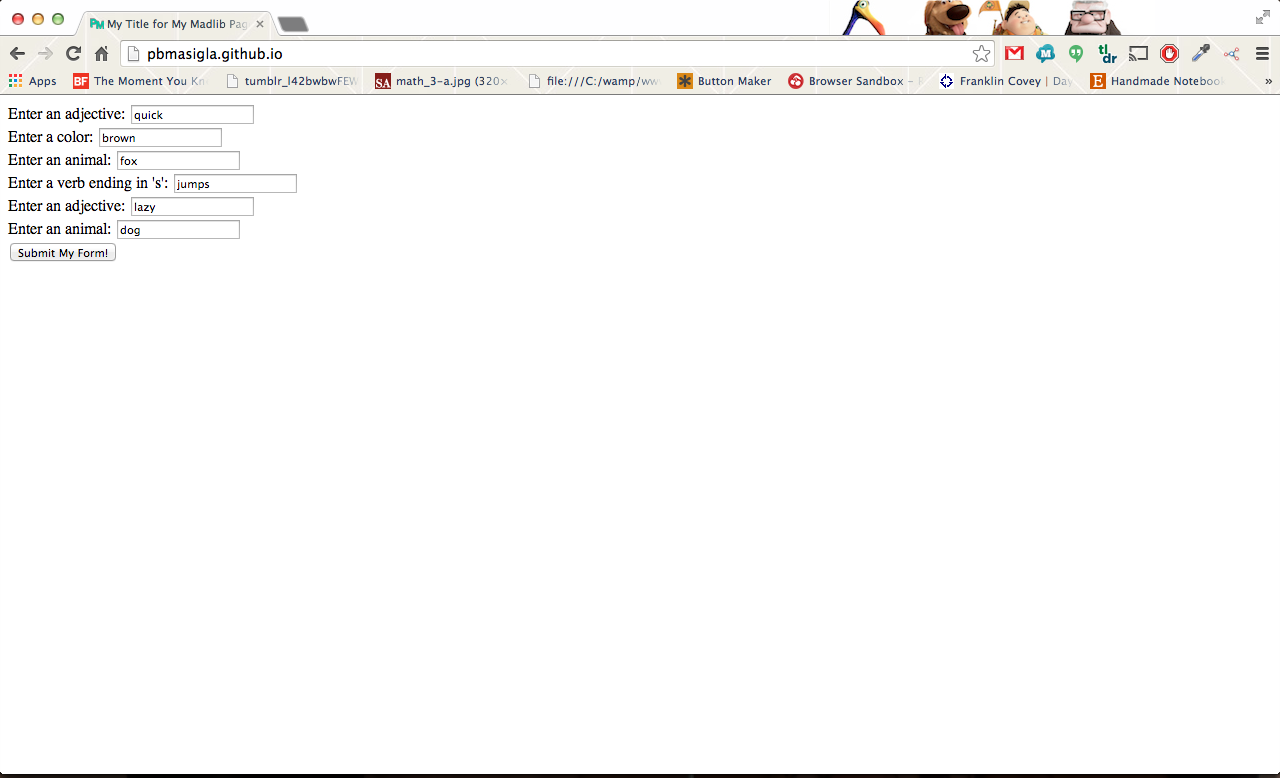 PM My Title for My Madlib Pag
pbmasigla.github.io
tl;dr
Apps BF The Moment You Kn tumblr_l42bwbwFEW SA math_3-a.jpg (320× file:///C:/wamp/ww Button Maker Browser Sandbox – Franklin Covey | Day E Handmade Notebook »
Enter an adjective: quick
Enter a color: brown
Enter an animal: fox
Enter a verb ending in 's': jumps
Enter an adjective: lazy
Enter an animal: dog
Submit My Form!